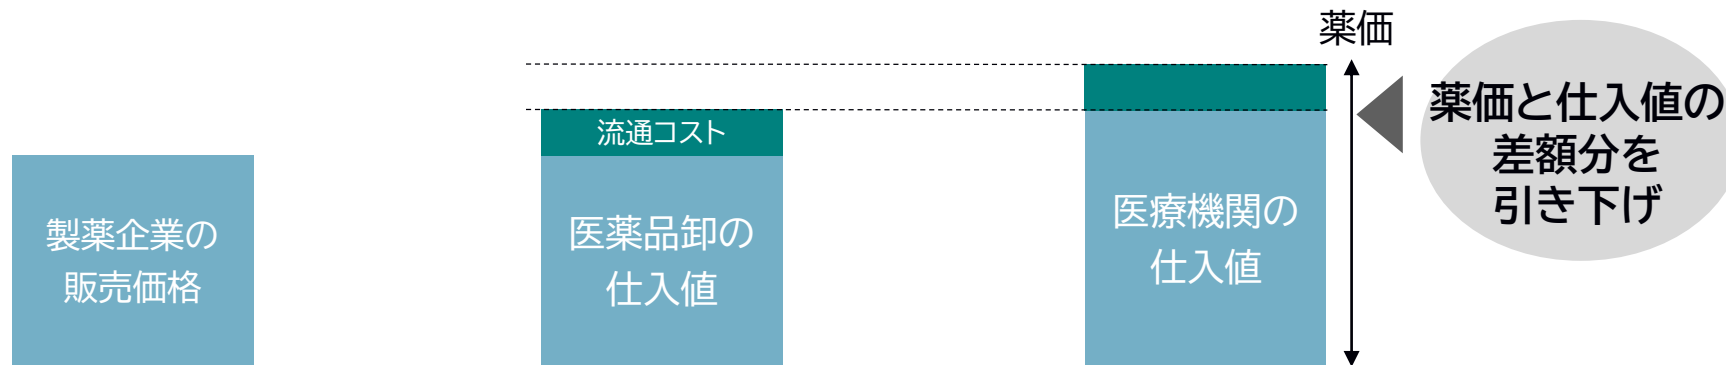 製薬企業の
販売価格
流通コスト
医薬品卸の
仕入値
医療機関の
仕入値
薬価
薬価と仕入値の
差額分を
引き下げ